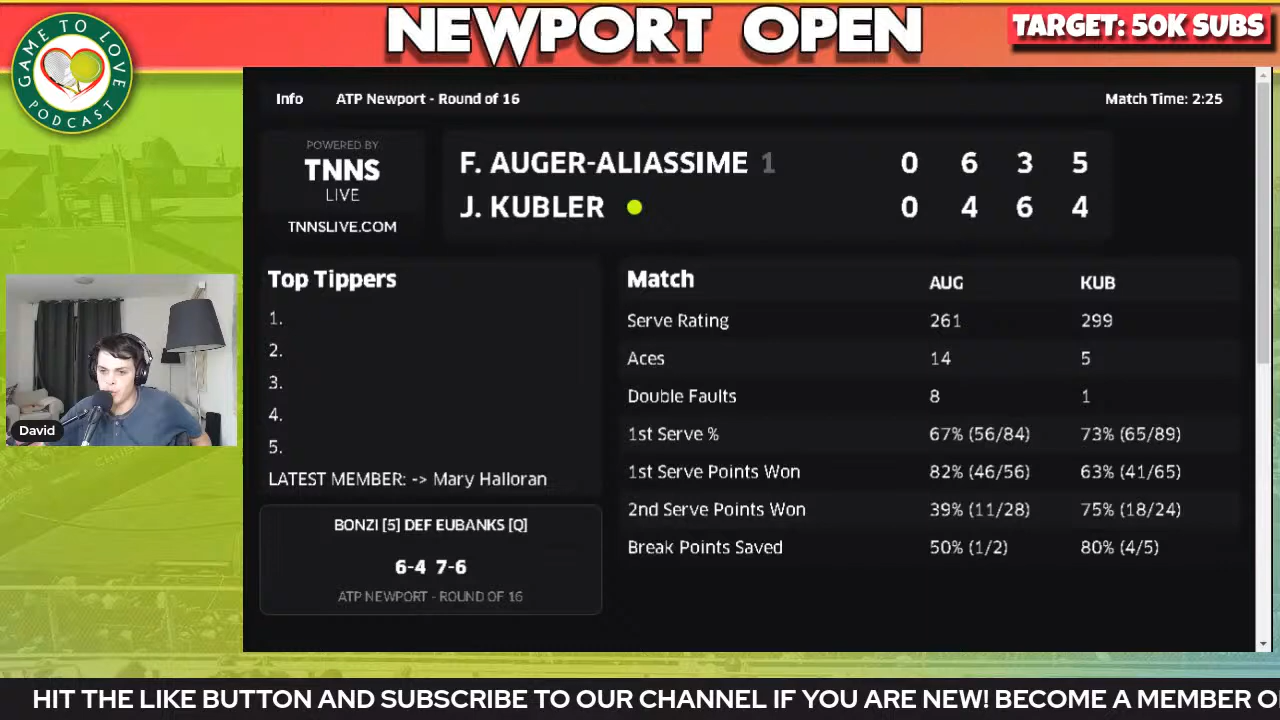 GAME TO LOVE
PODCAST
NEWPORT OPEN
TARGET: 50K SUBS
Info ATP Newport - Round of 16 Match Time: 2:25
POWERED BY
TNNS
LIVE
TNNSLIVE.COM
F. AUGER-ALIASSIME 1 0 6 3 5
J. KUBLER 0 4 6 4
Top Tippers
1.
2.
3.
4.
5.
LATEST MEMBER: -> Mary Halloran
BONZI [5] DEF EUBANKS [Q]
6-4 7-6
ATP NEWPORT - ROUND OF 16
Match AUG KUB
Serve Rating 261 299
Aces 14 5
Double Faults 8 1
1st Serve % 67% (56/84) 73% (65/89)
1st Serve Points Won 82% (46/56) 63% (41/65)
2nd Serve Points Won 39% (11/28) 75% (18/24)
Break Points Saved 50% (1/2) 80% (4/5)
David
HIT THE LIKE BUTTON AND SUBSCRIBE TO OUR CHANNEL IF YOU ARE NEW! BECOME A MEMBER O